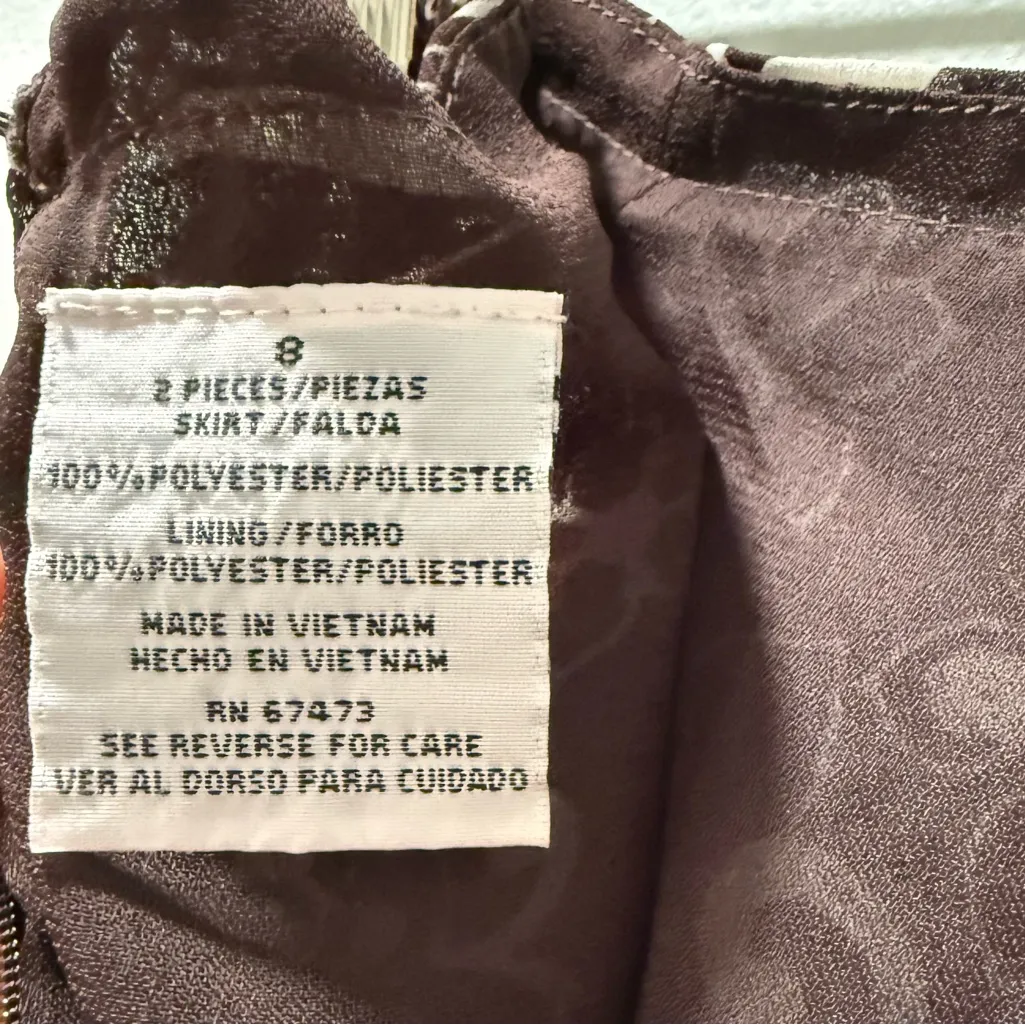 8
2 PIECES/PIEZAS
SKIRT/FALDA
100%POLYESTER/POLIESTER
LINING/FORRO
100%POLYESTER/POLIESTER
MADE IN VIETNAM
HECHO EN VIETNAM
RN 67473
SEE REVERSE FOR CARE
VER AL DORSO PARA CUIDADO